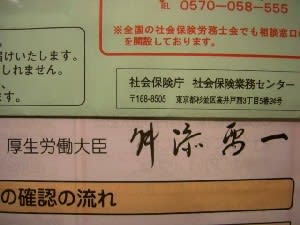 TEL 0570-058-555
※全国の社会保険労務士会でも相談窓口
を開設しております。
届けいたします。
しれません。
社会保険庁 社会保険業務センター
〒168-8505 東京都杉並区高井戸西3丁目5番24号
厚生労働大臣 舛添要一
の確認の流れ